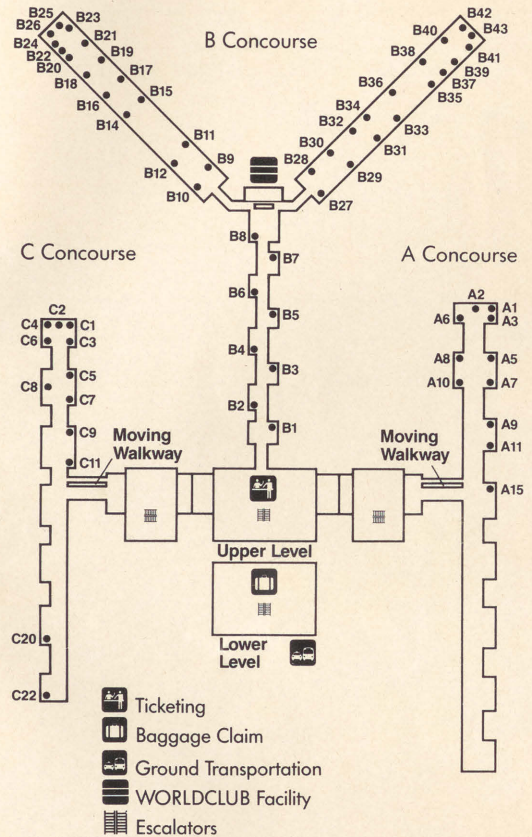 B Concourse
B25
B26
B23
B24
B21
B22
B20
B19
B18
B17
B16
B15
B14
B11
B12
B9
B10
B42
B40
B43
B38
B41
B39
B36
B37
B35
B34
B33
B32
B31
B30
B28
B29
B27
B8
B7
B6
B5
B4
B3
B2
B1
C Concourse
C2
C4
C1
C6
C3
C5
C8
C7
C9
C11
C20
C22
Moving
Walkway
A Concourse
A2
A1
A6
A3
A8
A5
A10
A7
A9
A11
A15
Moving
Walkway
Upper Level
Lower
Level
Ticketing
Baggage Claim
Ground Transportation
WORLDCLUB Facility
Escalators